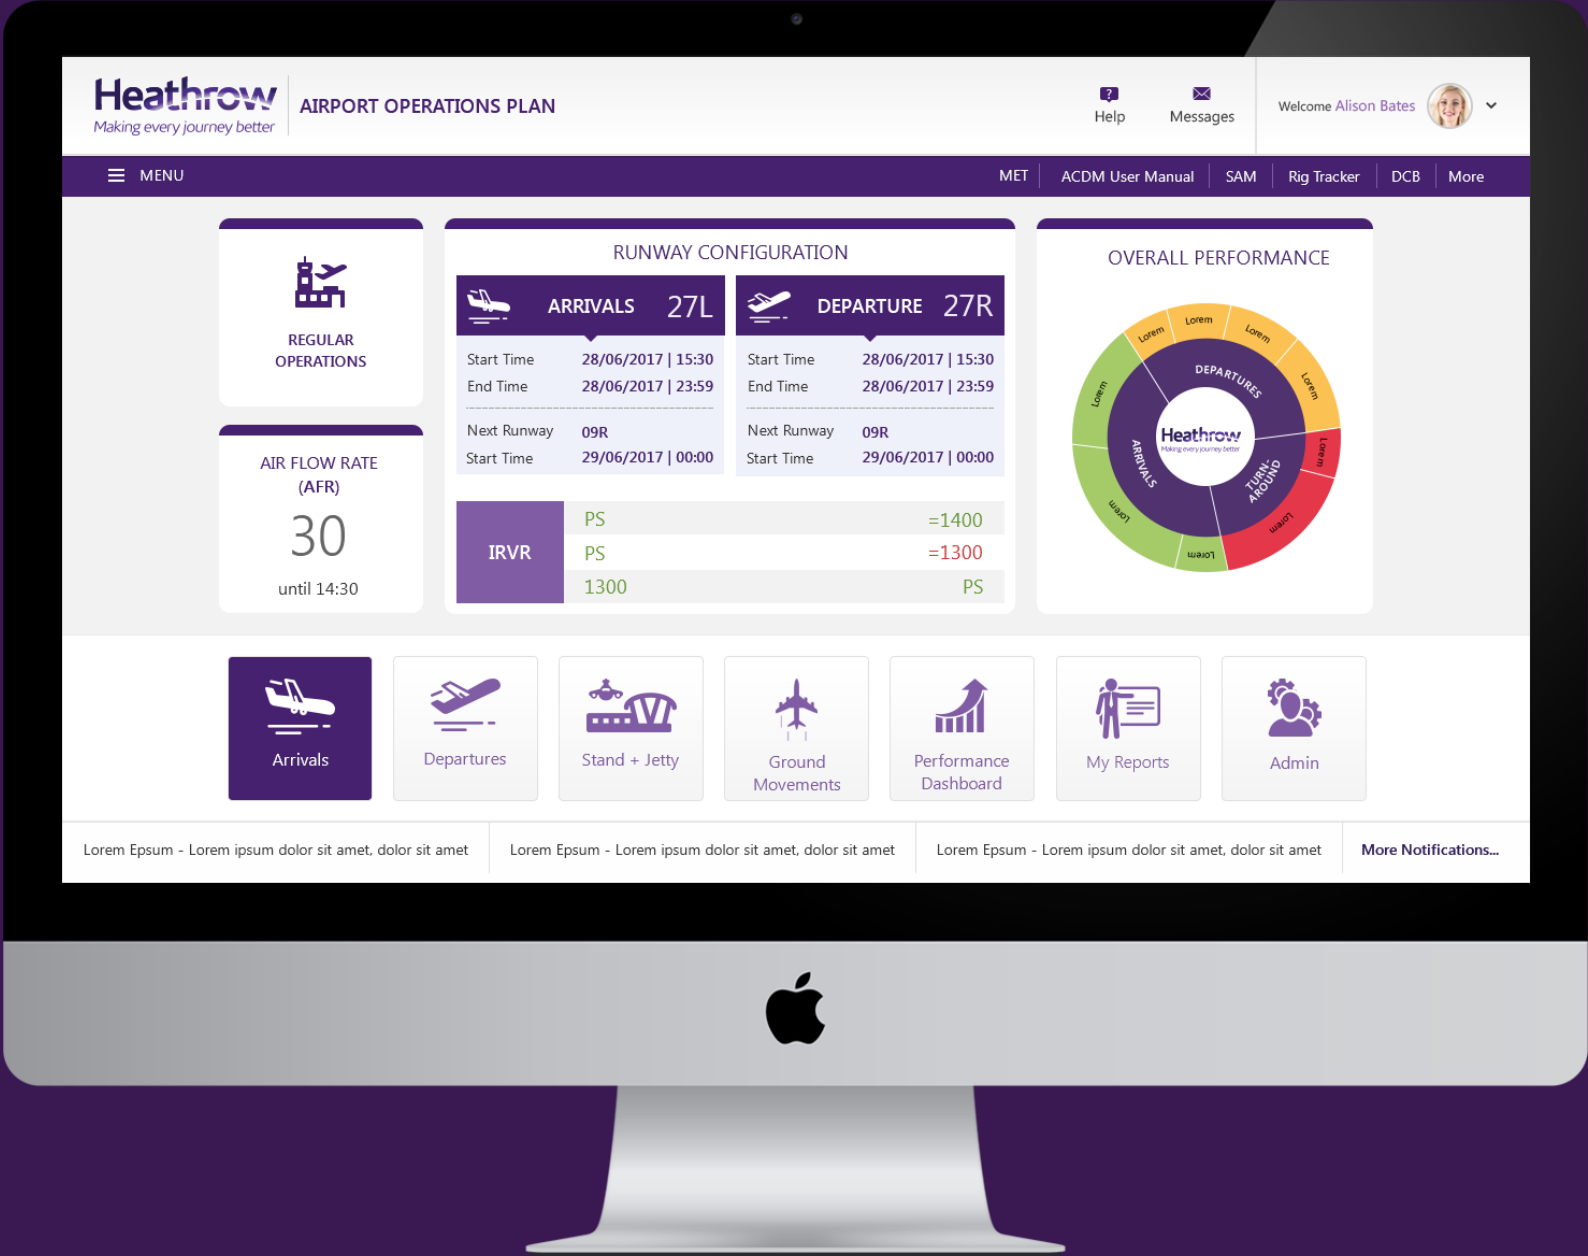 Heathrow
Making every journey better
AIRPORT OPERATIONS PLAN
Help
Messages
Welcome Alison Bates
MENU
MET
ACDM User Manual
SAM
Rig Tracker
DCB
More
REGULAR
OPERATIONS
AIR FLOW RATE
(AFR)
30
until 14:30
RUNWAY CONFIGURATION
ARRIVALS 27L
Start Time 28/06/2017 | 15:30
End Time 28/06/2017 | 23:59
Next Runway 09R
Start Time 29/06/2017 | 00:00
DEPARTURE 27R
Start Time 28/06/2017 | 15:30
End Time 28/06/2017 | 23:59
Next Runway 09R
Start Time 29/06/2017 | 00:00
IRVR
PS =1400
PS =1300
1300 PS
OVERALL PERFORMANCE
Lorem
Lorem
Lorem
Lorem
Lorem
Lorem
Lorem
Lorem
Lorem
DEPARTURES
TURN-
AROUND
ARRIVALS
Heathrow
Making every journey better
Arrivals
Departures
Stand + Jetty
Ground
Movements
Performance
Dashboard
My Reports
Admin
Lorem Epsum - Lorem ipsum dolor sit amet, dolor sit amet
Lorem Epsum - Lorem ipsum dolor sit amet, dolor sit amet
Lorem Epsum - Lorem ipsum dolor sit amet, dolor sit amet
More Notifications...